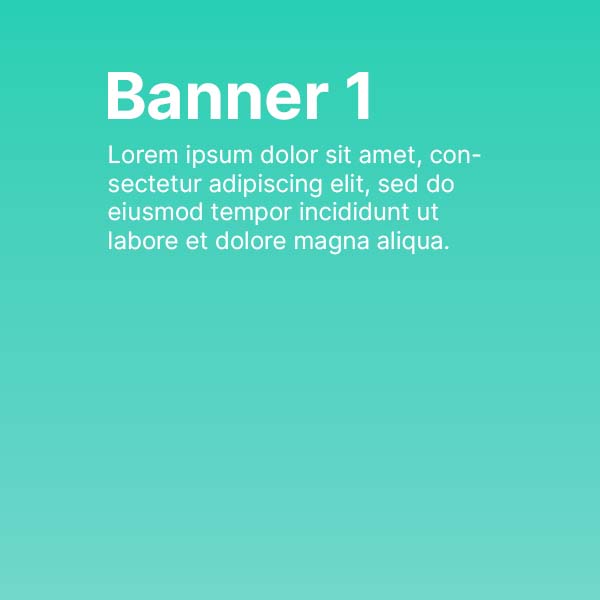 Banner 1
Lorem ipsum dolor sit amet, con-
sectetur adipiscing elit, sed do
eiusmod tempor incididunt ut
labore et dolore magna aliqua.